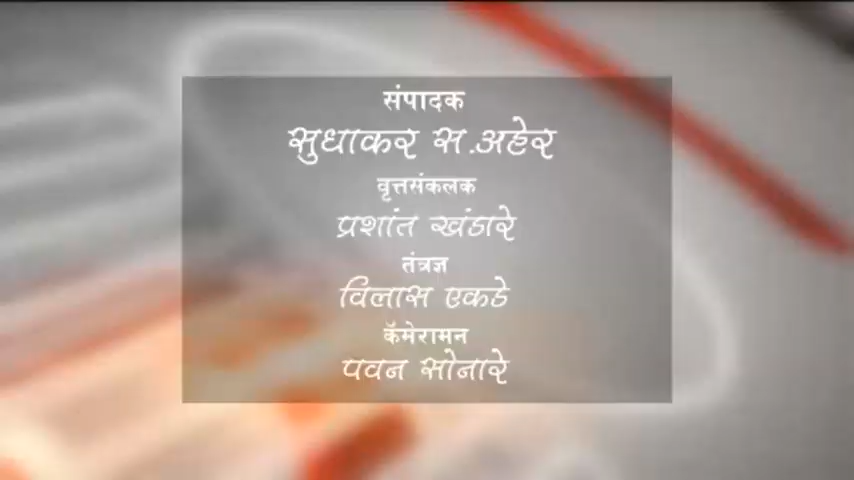 संपादक
सुधाकर स.अहेर
वृत्तसंकलक
प्रशांत खंडारे
तंत्रज्ञ
विलास एकडे
कॅमेरामन
पवन सोनारे